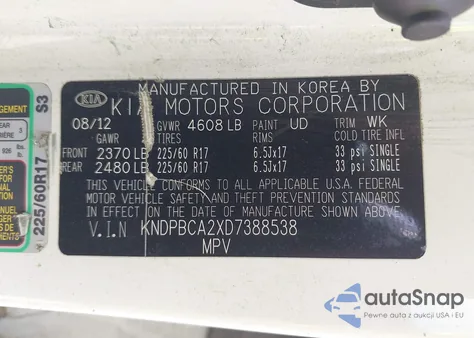 MANUFACTURED IN KOREA BY
KIA KIA MOTORS CORPORATION
08/12 GVWR 4608 LB PAINT UD TRIM WK
GAWR TIRES RIMS COLD TIRE INFL
FRONT 2370 LB 225/60 R17 6.5Jx17 33 psi SINGLE
REAR 2480 LB 225/60 R17 6.5Jx17 33 psi SINGLE
THIS VEHICLE CONFORMS TO ALL APPLICABLE U.S.A. FEDERAL
MOTOR VEHICLE SAFETY AND THEFT PREVENTION STANDARDS
IN EFFECT ON THE DATE OF MANUFACTURE SHOWN ABOVE.
V.I.N KNDPBCA2XD7388538
MPV
225/60R17 S3
3
926 lbs.
autoSnap
Pewne auta z aukcji USA i EU